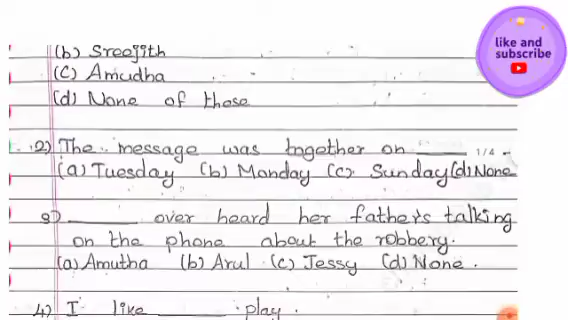 like and
subscribe
(b) Sreejith
(c) Amudha
(d) None of those
2) The message was together on ____ 1/4
(a) Tuesday (b) Monday (c) Sunday (d) None
3) ____ over heard her father's talking
on the phone about the robbery.
(a) Amutha (b) Arul (c) Jessy (d) None.
4) I like ____ play.